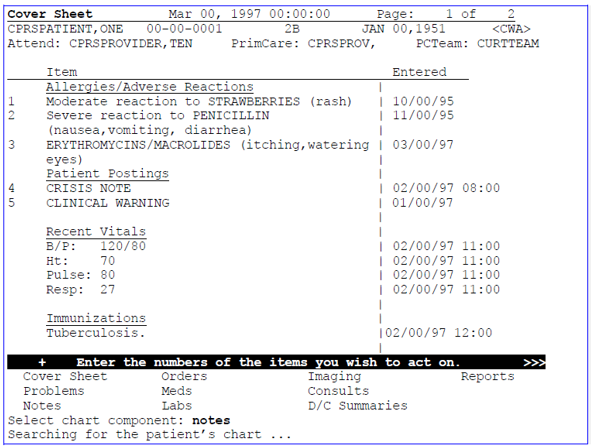 Cover Sheet Mar 00, 1997 00:00:00 Page: 1 of 2
CPRSPATIENT,ONE 00-00-0001 2B JAN 00,1951 <CWA>
Attend: CPRSPROVIDER,TEN PrimCare: CPRSPROV, PCTeam: CURTTEAM
Item Entered
Allergies/Adverse Reactions |
1 Moderate reaction to STRAWBERRIES (rash) | 10/00/95
2 Severe reaction to PENICILLIN | 11/00/95
(nausea,vomiting, diarrhea) |
3 ERYTHROMYCINS/MACROLIDES (itching,watering | 03/00/97
eyes) |
Patient Postings |
4 CRISIS NOTE | 02/00/97 08:00
5 CLINICAL WARNING | 01/00/97
|
Recent Vitals |
B/P: 120/80 | 02/00/97 11:00
Ht: 70 | 02/00/97 11:00
Pulse: 80 | 02/00/97 11:00
Resp: 27 | 02/00/97 11:00
|
Immunizations |
Tuberculosis. |02/00/97 12:00
|
+ Enter the numbers of the items you wish to act on. >>>
Cover Sheet Orders Imaging Reports
Problems Meds Consults
Notes Labs D/C Summaries
Select chart component: notes
Searching for the patient's chart ...